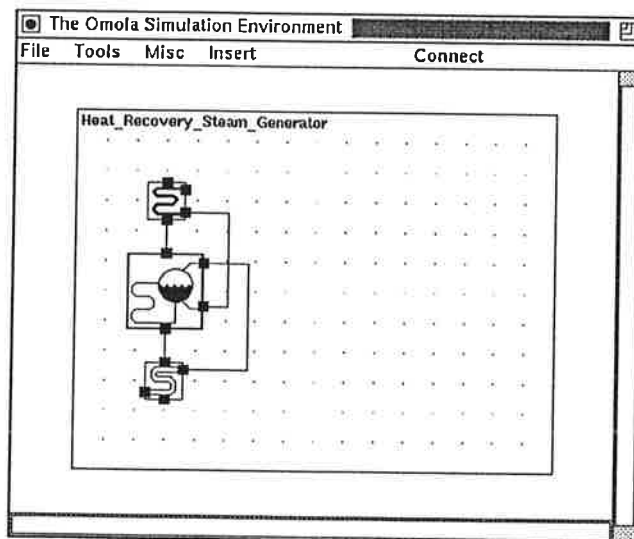 The Omola Simulation Environment
File Tools Misc Insert Connect
Heat_Recovery_Steam_Generator